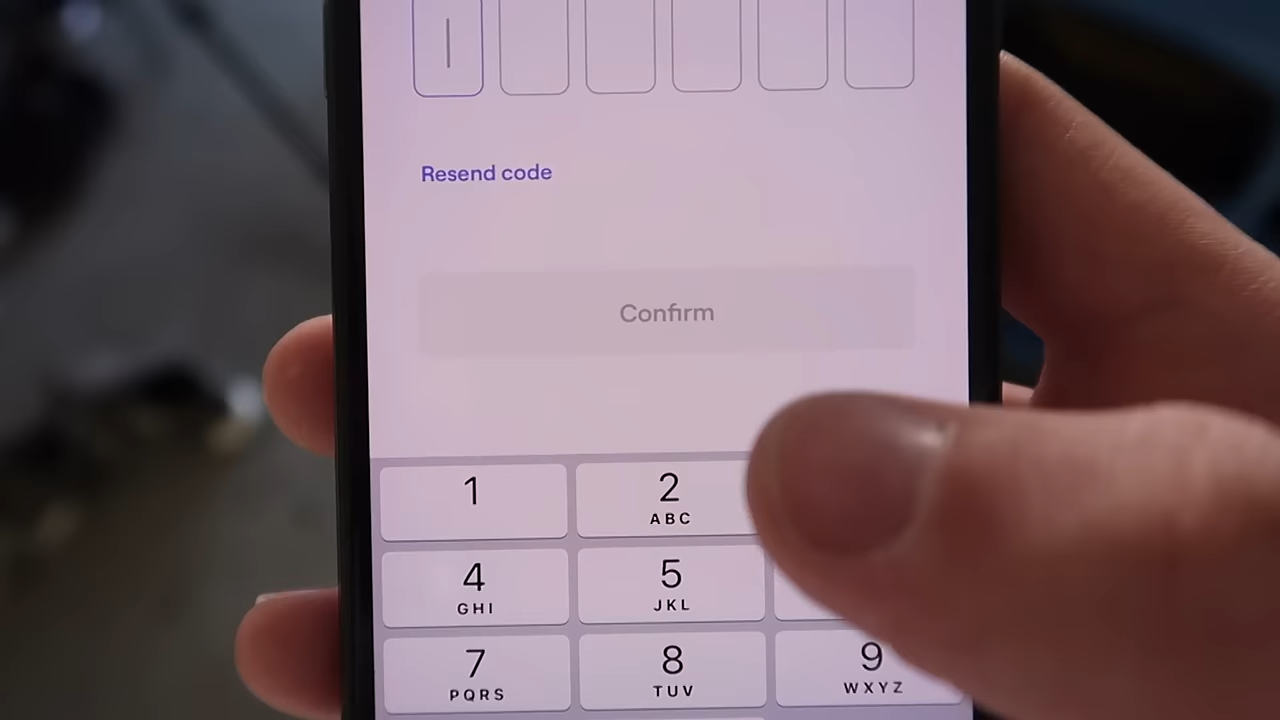 Resend code
Confirm
1
2
ABC
4
GHI
5
JKL
7
PQRS
8
TUV
9
WXYZ